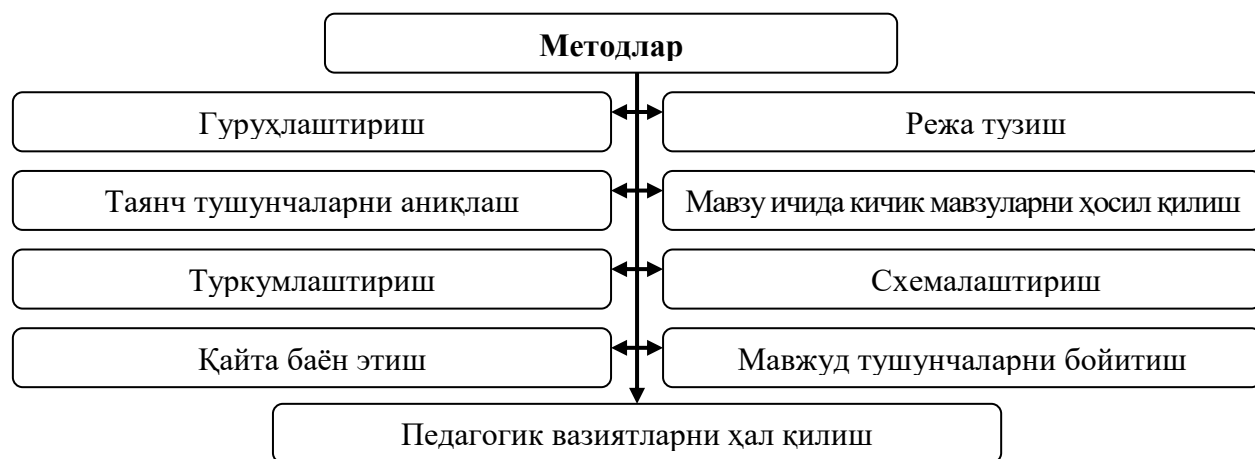 Методлар
Гуруҳлаштириш
Режа тузиш
Таянч тушунчаларни аниқлаш
Мавзу ичида кичик мавзуларни ҳосил қилиш
Туркумлаштириш
Схемалаштириш
Қайта баён этиш
Мавжуд тушунчаларни бойитиш
Педагогик вазиятларни ҳал қилиш